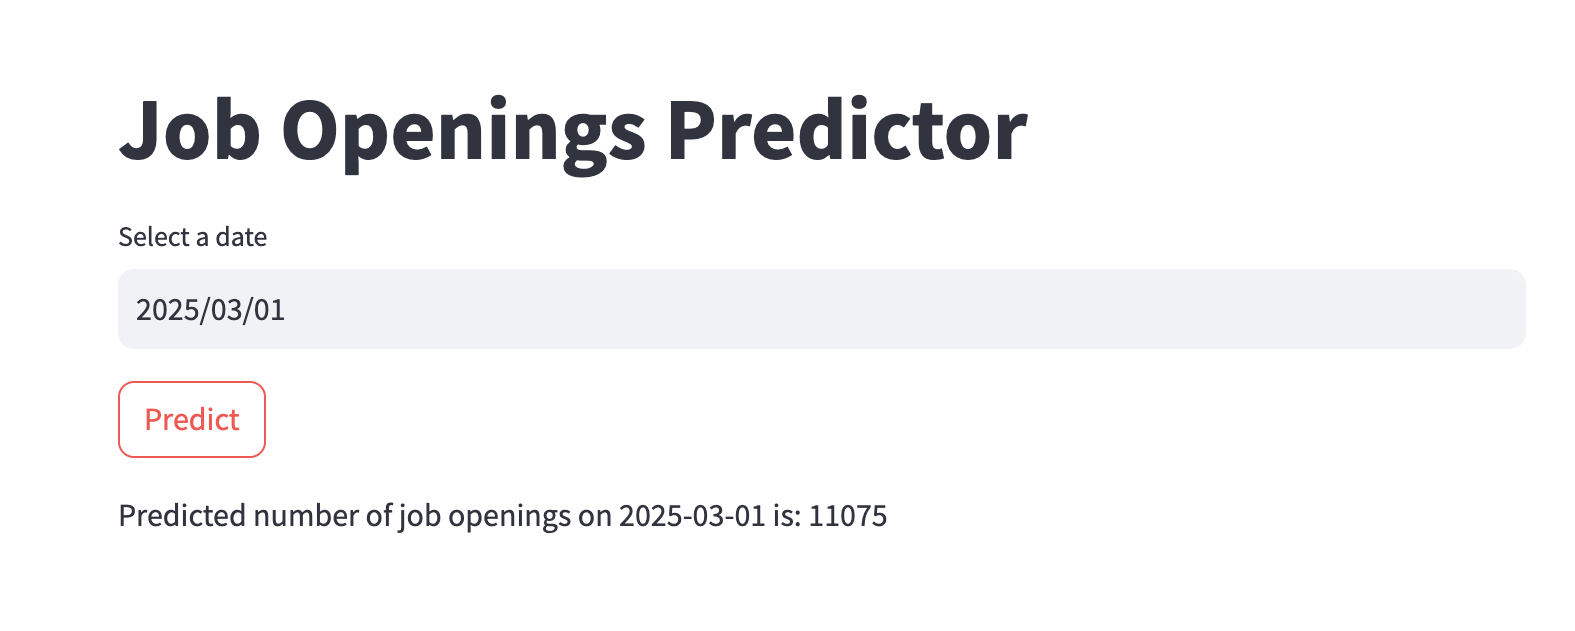 Job Openings Predictor
Select a date
2025/03/01
Predict
Predicted number of job openings on 2025-03-01 is: 11075